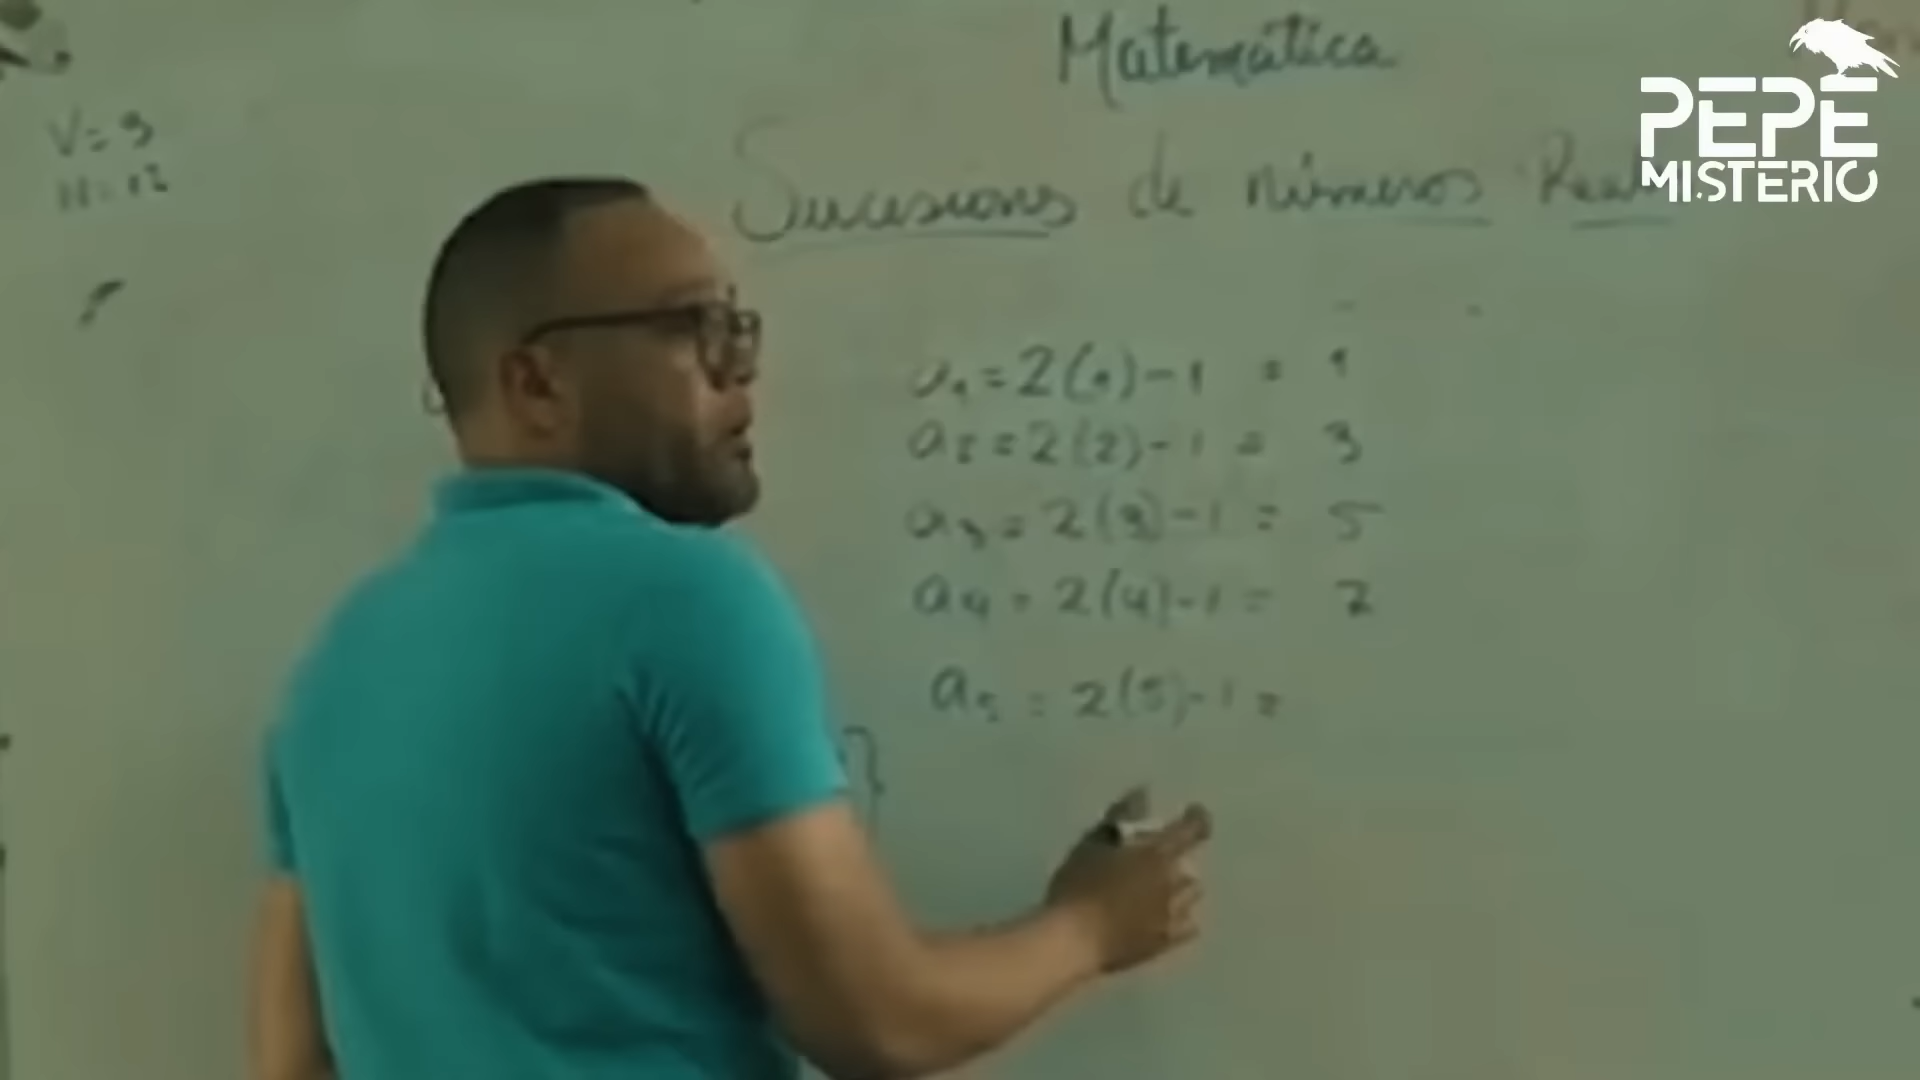 Matemática
PEPE
MISTERIO
V=9
Sucesiones de números Reales
a₁=2(1)-1 = 1
a₂=2(2)-1 = 3
a₃=2(3)-1 = 5
a₄=2(4)-1= 7
a₅=2(5)-1=